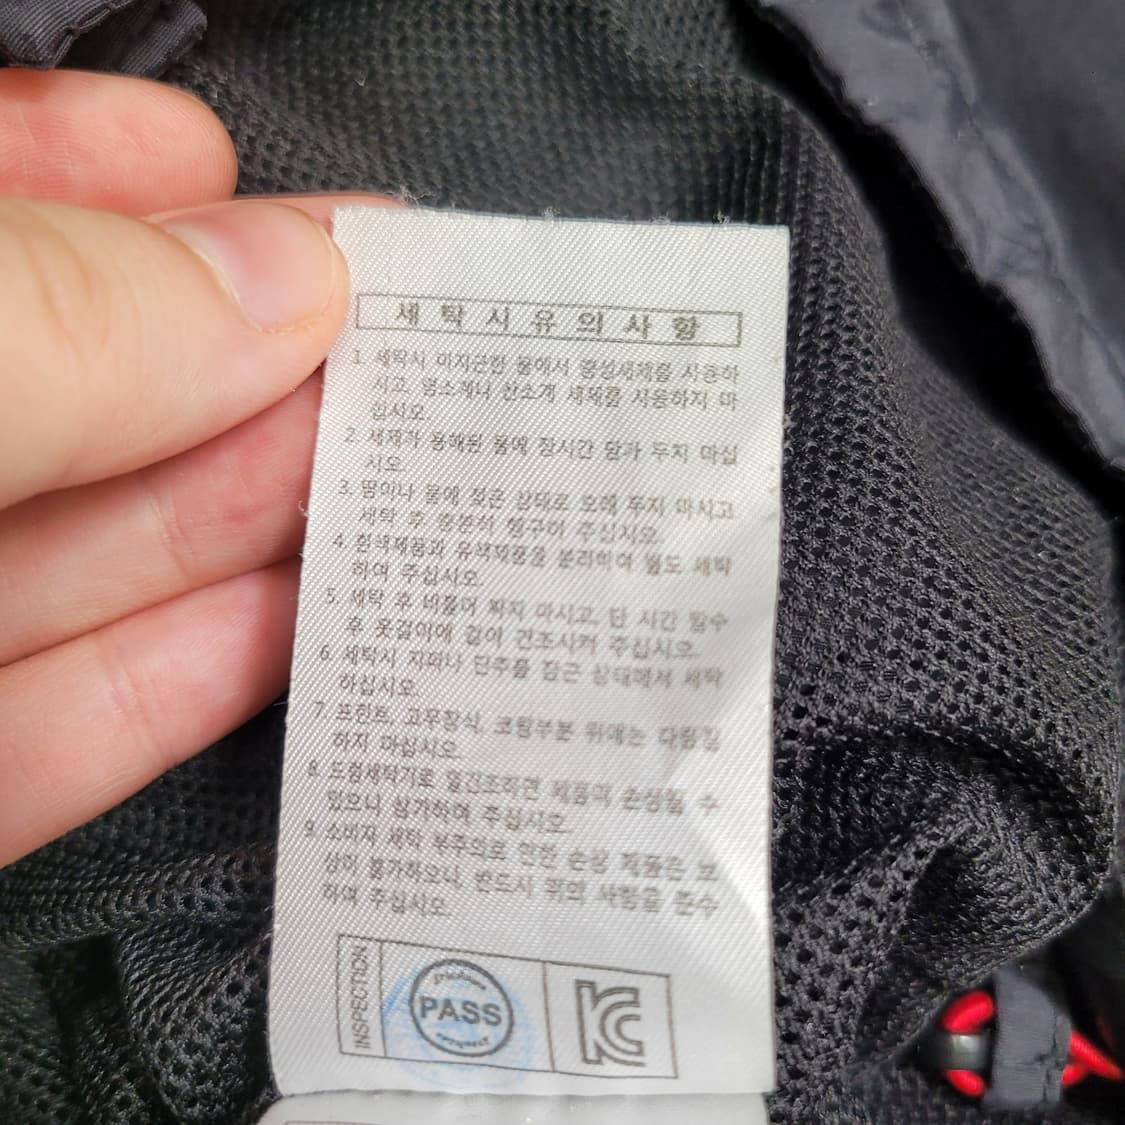 세탁시유의사항
1. 세탁시 미지근한 물에서 중성세제를 사용하
시고, 염소계나 산소계 세제를 사용하지 마
십시오.
2. 세제가 용해된 물에 장시간 담가 두지 마십
시오.
3. 땀이나 물에 젖은 상태로 오래 두지 마시고
세탁 후 충분히 헹구어 주십시오.
4. 흰색제품과 유색제품을 분리하여 별도 세탁
하여 주십시오.
5. 세탁 후 비틀어 짜지 마시고, 단 시간 탈수
후 옷걸이에 걸어 건조시켜 주십시오.
6. 세탁시 지퍼나 단추를 잠근 상태에서 세탁
하십시오.
7. 프린트, 고무장식, 코팅부분 위에는 다림질
하지 마십시오.
8. 드럼세탁기로 열건조하면 제품이 손상될 수
있으니 삼가하여 주십시오.
9. 소비자 세탁 부주의로 인한 손상 제품은 보
상이 불가하오니, 반드시 위의 사항을 준수
하여 주십시오.
INSPECTION
PASS
KC